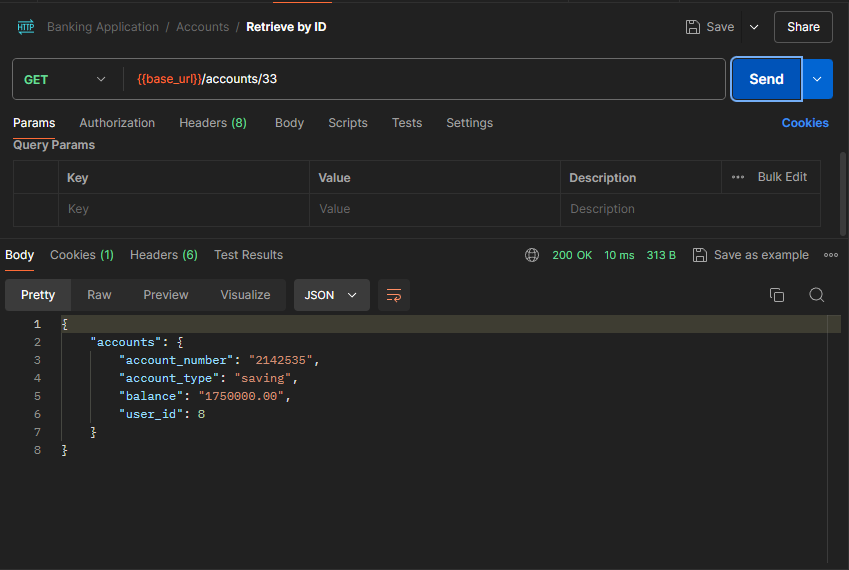 HTTP Banking Application / Accounts / Retrieve by ID Save Share
GET {{base_url}}/accounts/33 Send
Params Authorization Headers (8) Body Scripts Tests Settings Cookies
Query Params
Key Value Description Bulk Edit
Key Value Description
Body Cookies (1) Headers (6) Test Results 200 OK 10 ms 313 B Save as example
Pretty Raw Preview Visualize JSON
1 {
2 "accounts": {
3 "account_number": "2142535",
4 "account_type": "saving",
5 "balance": "1750000.00",
6 "user_id": 8
7 }
8 }